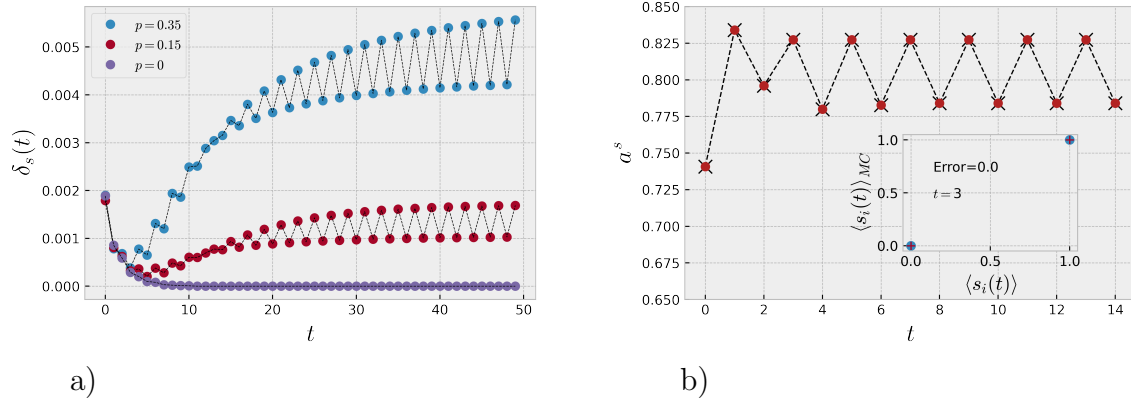 p = 0.35
p = 0.15
p = 0
0.005
0.004
0.003
0.002
0.001
0.000
δ_s(t)
0
10
20
30
40
50
t
a)
0.850
0.825
0.800
0.775
0.750
0.725
0.700
0.675
0.650
a^s
0
2
4
6
8
10
12
14
t
1.0
0.5
0.0
⟨s_i(t)⟩_MC
Error=0.0
t = 3
0.0
0.5
1.0
⟨s_i(t)⟩
b)